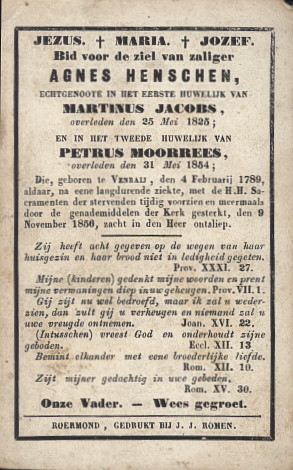 JEZUS. ✝ MARIA. ✝ JOZEF.
Bid voor de ziel van zaliger
AGNES HENSCHEN,
ECHTGENOOTE IN HET EERSTE HUWELIJK VAN
MARTINUS JACOBS,
overleden den 25 Mei 1825;
EN IN HET TWEEDE HUWELIJK VAN
PETRUS MOORREES,
overleden den 31 Mei 1854;
Die, geboren te VENRAIJ, den 4 Februarij 1789,
aldaar, na eene langdurende ziekte, met de H.H. Sa-
cramenten der stervenden tijdig voorzien en meermaals
door de genademiddelen der Kerk gesterkt, den 9
November 1856, zacht in den Heer ontsliep.
Zij heeft acht gegeven op de wegen van haar
huisgezin en haar brood niet in ledigheid gegeten.
Prov. XXXI. 27.
Mijne (kinderen) gedenkt mijne woorden en prent
mijne vermaningen diep in uw geheugen. Prov. VII. 1.
Gij zijt nu wel bedroefd, maar ik zal u weder-
zien, dan zult gij u verheugen en niemand zal u
uwe vreugde ontnemen. Joan. XVI. 22.
(Intusschen) vreest God en onderhoudt zijne
geboden. Eccl. XII. 13
Bemint elkander met eene broederlijke liefde.
Rom. XII. 10.
Zijt mijner gedachtig in uwe gebeden.
Rom. XV. 30.
Onze Vader. — Wees gegroet.
ROERMOND, GEDRUKT BIJ J. J. ROMEN.